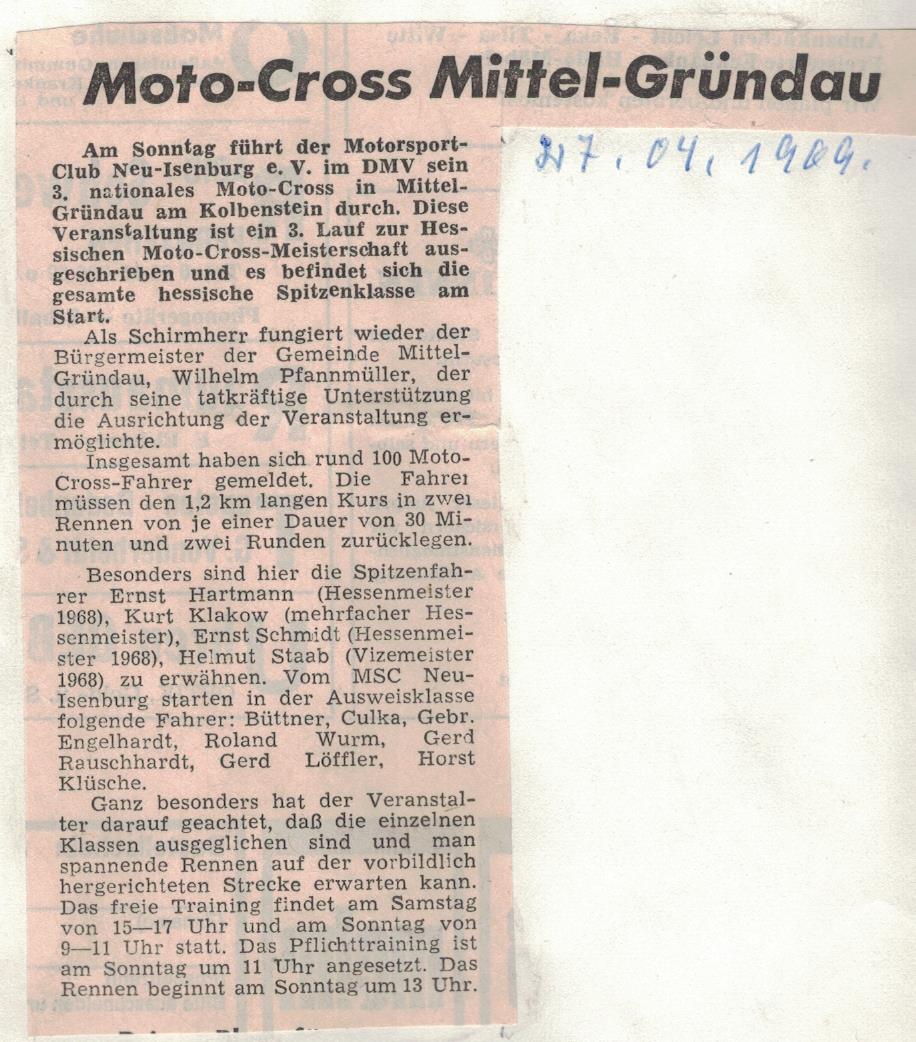 Moto-Cross Mittel-Gründau
27. 04. 1969.
Am Sonntag führt der Motorsport-
Club Neu-Isenburg e. V. im DMV sein
3. nationales Moto-Cross in Mittel-
Gründau am Kolbenstein durch. Diese
Veranstaltung ist ein 3. Lauf zur Hes-
sischen Moto-Cross-Meisterschaft aus-
geschrieben und es befindet sich die
gesamte hessische Spitzenklasse am
Start.
Als Schirmherr fungiert wieder der
Bürgermeister der Gemeinde Mittel-
Gründau, Wilhelm Pfannmüller, der
durch seine tatkräftige Unterstützung
die Ausrichtung der Veranstaltung er-
möglichte.
Insgesamt haben sich rund 100 Moto-
Cross-Fahrer gemeldet. Die Fahrer
müssen den 1,2 km langen Kurs in zwei
Rennen von je einer Dauer von 30 Mi-
nuten und zwei Runden zurücklegen.
Besonders sind hier die Spitzenfah-
rer Ernst Hartmann (Hessenmeister
1968), Kurt Klakow (mehrfacher Hes-
senmeister), Ernst Schmidt (Hessenmei-
ster 1968), Helmut Staab (Vizemeister
1968) zu erwähnen. Vom MSC Neu-
Isenburg starten in der Ausweisklasse
folgende Fahrer: Büttner, Culka, Gebr.
Engelhardt, Roland Wurm, Gerd
Rauschhardt, Gerd Löffler, Horst
Klüsche.
Ganz besonders hat der Veranstal-
ter darauf geachtet, daß die einzelnen
Klassen ausgeglichen sind und man
spannende Rennen auf der vorbildlich
hergerichteten Strecke erwarten kann.
Das freie Training findet am Samstag
von 15—17 Uhr und am Sonntag von
9—11 Uhr statt. Das Pflichttraining ist
am Sonntag um 11 Uhr angesetzt. Das
Rennen beginnt am Sonntag um 13 Uhr.